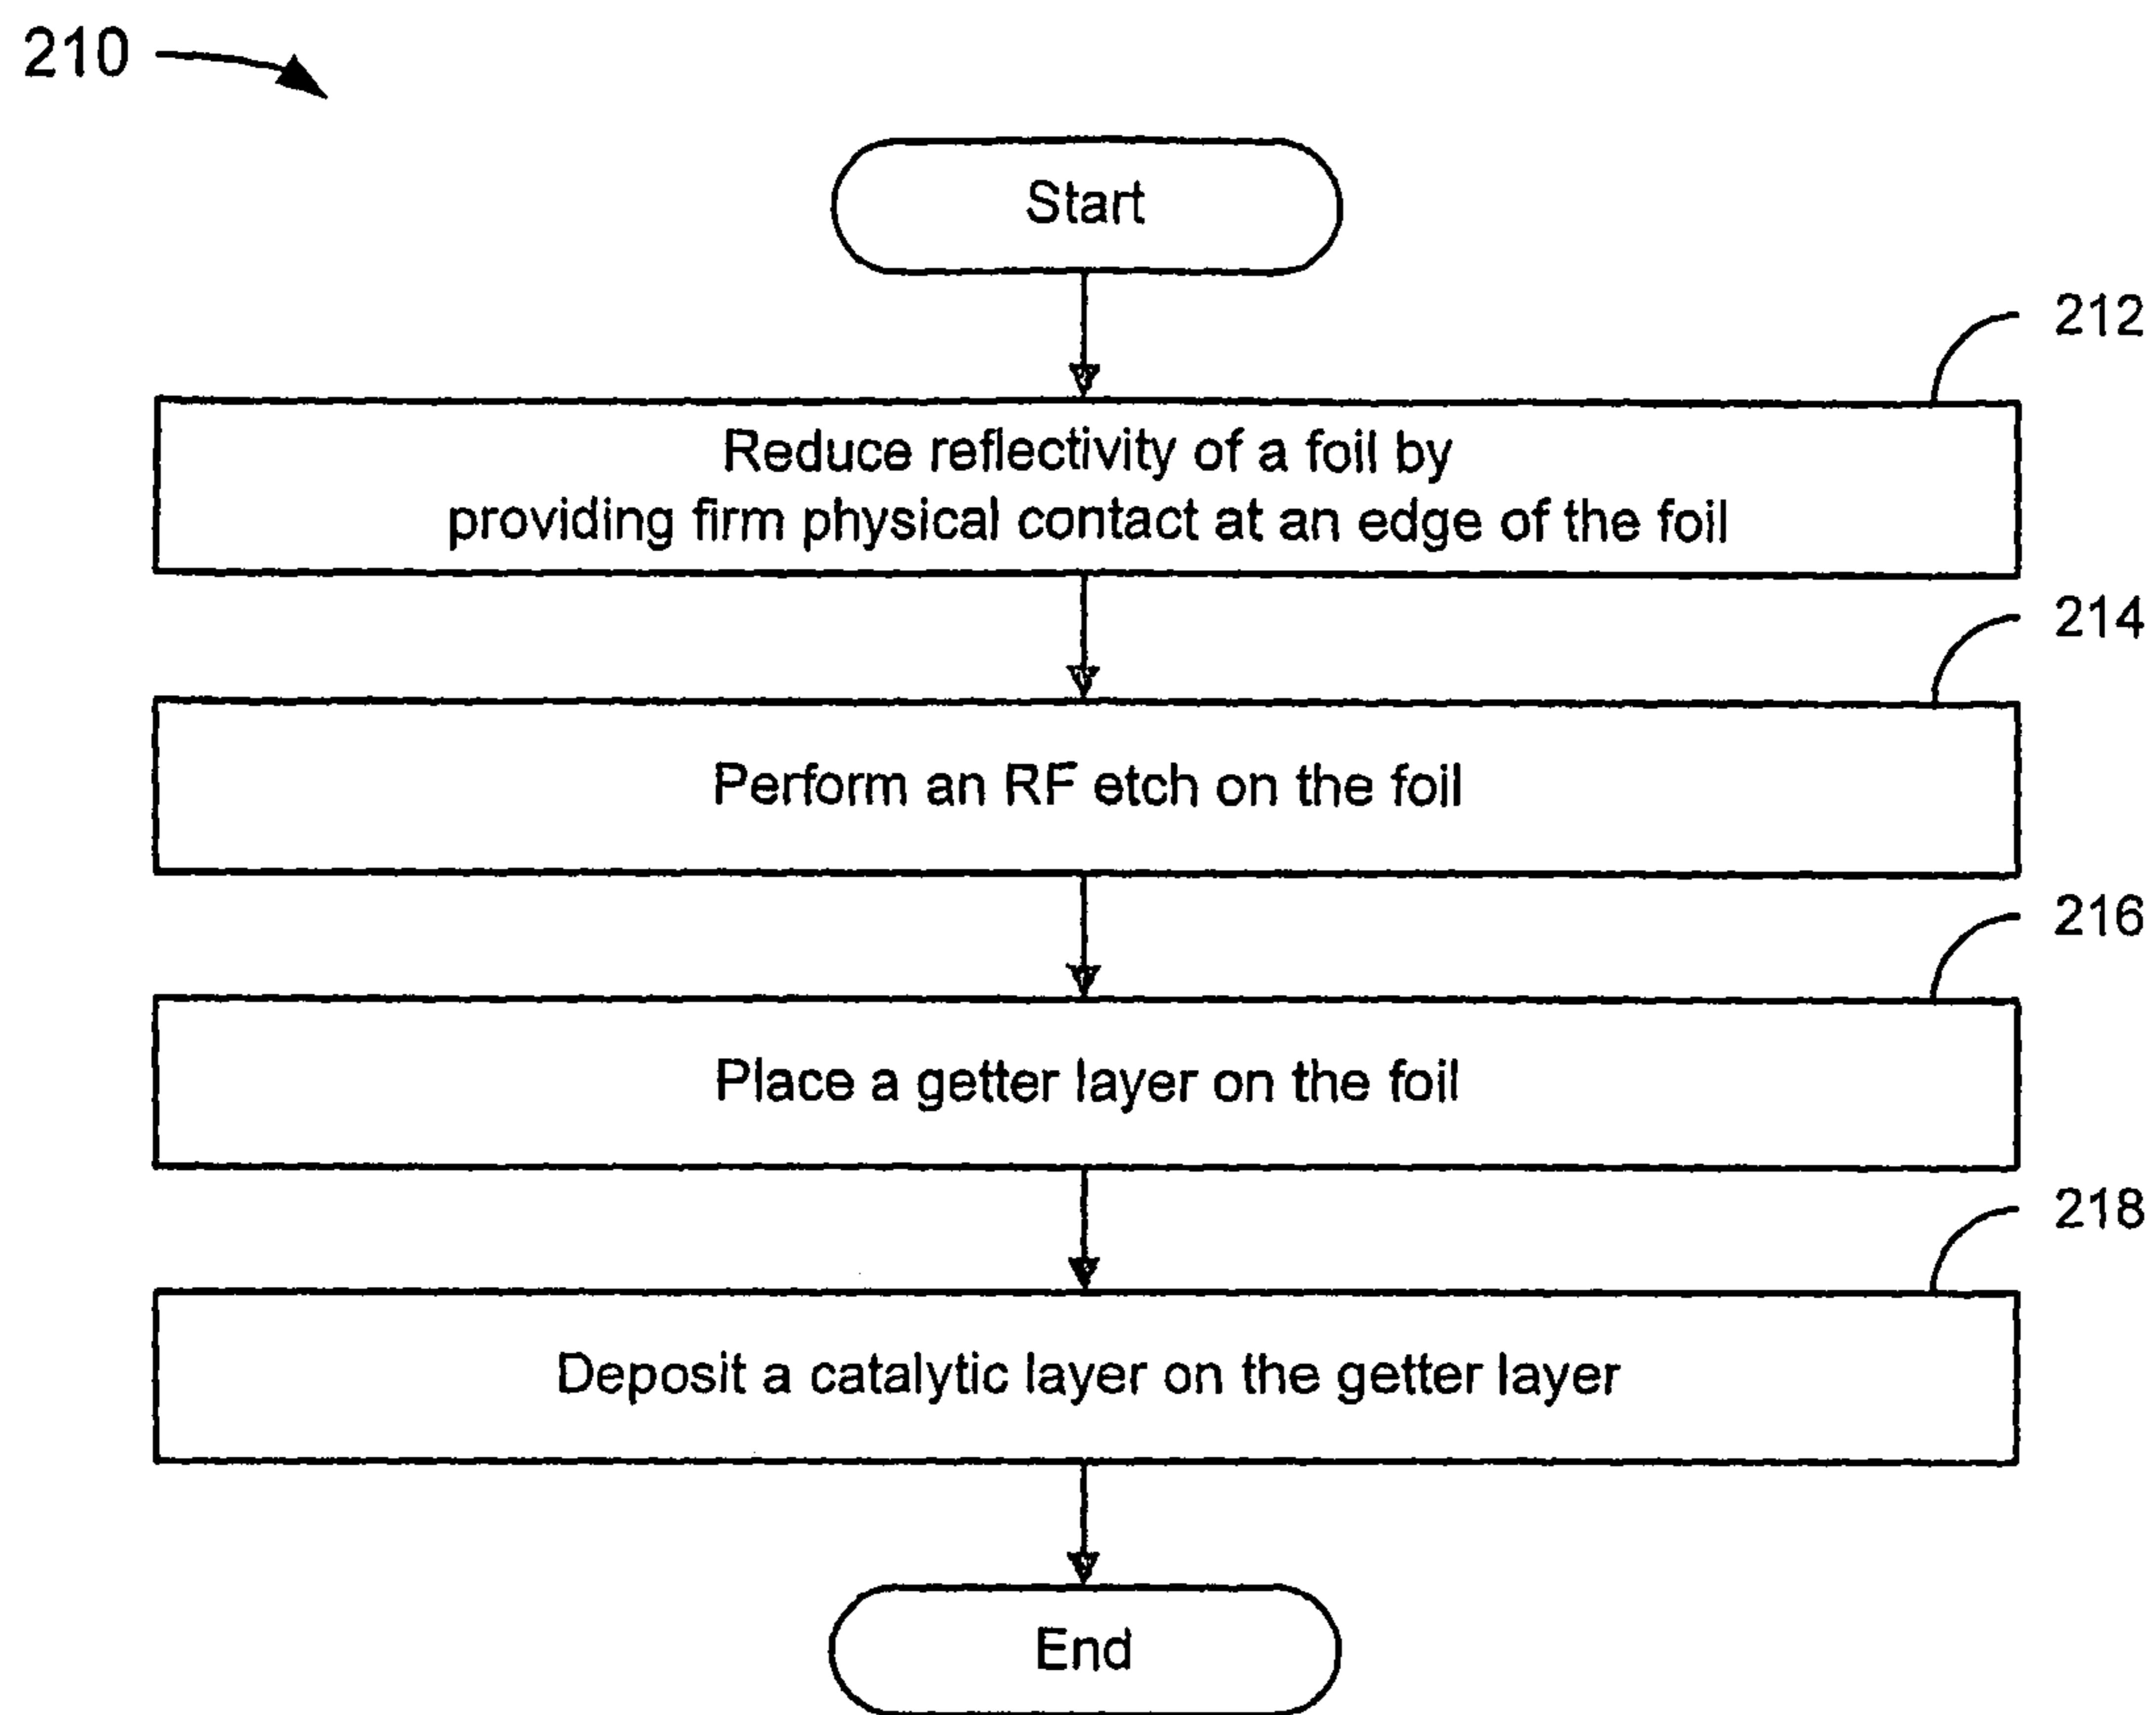 210
Start
212
Reduce reflectivity of a foil by
providing firm physical contact at an edge of the foil
214
Perform an RF etch on the foil
216
Place a getter layer on the foil
218
Deposit a catalytic layer on the getter layer
End